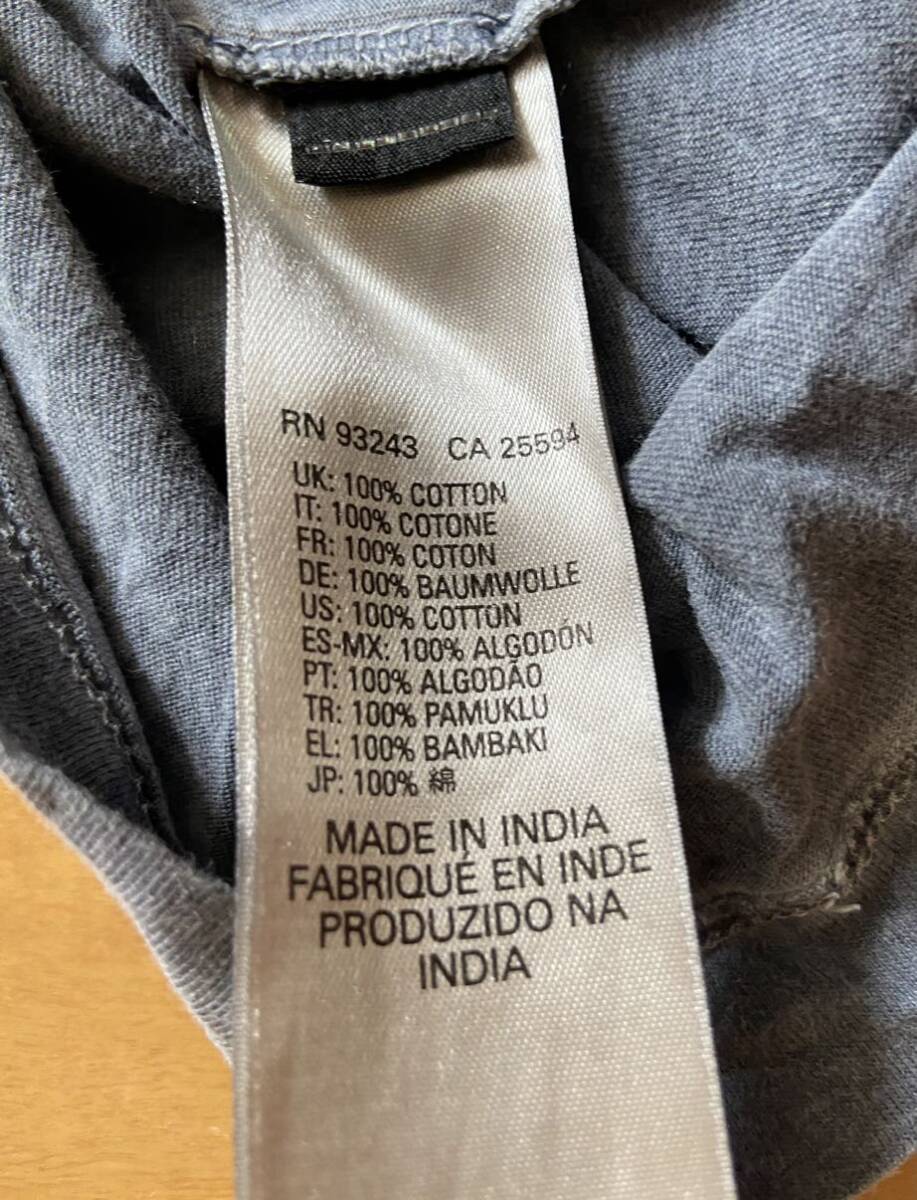 RN 93243 CA 25594
UK: 100% COTTON
IT: 100% COTONE
FR: 100% COTON
DE: 100% BAUMWOLLE
US: 100% COTTON
ES-MX: 100% ALGODÓN
PT: 100% ALGODÃO
TR: 100% PAMUKLU
EL: 100% BAMBAKI
JP: 100% 綿
MADE IN INDIA
FABRIQUÉ EN INDE
PRODUZIDO NA
INDIA